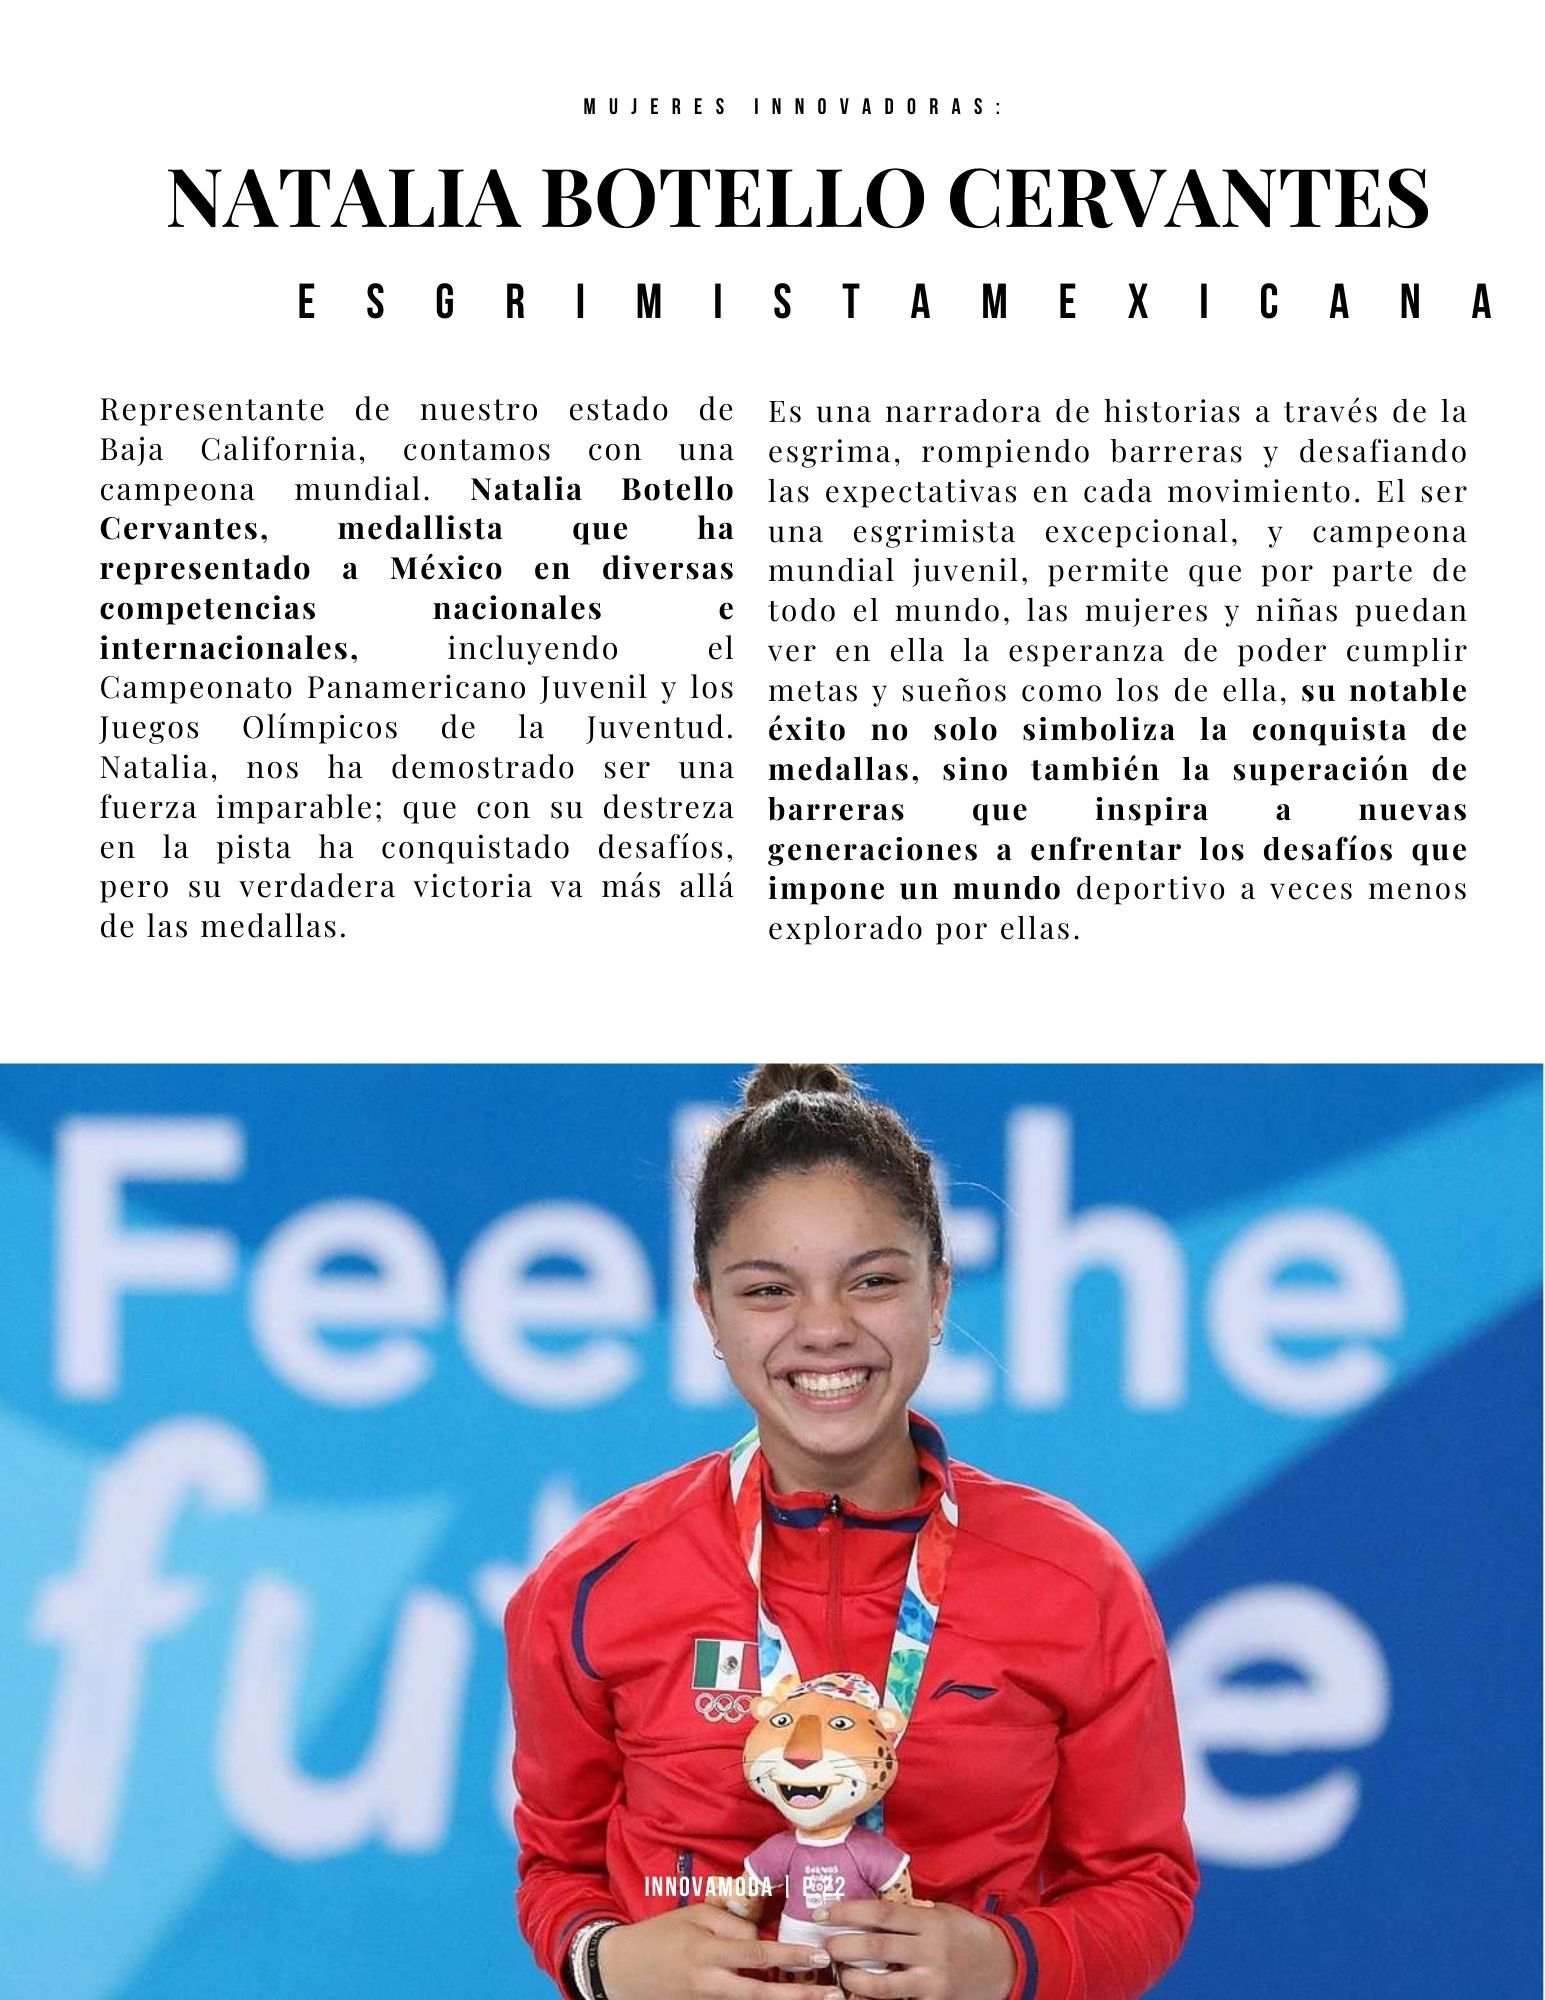 MUJERES INNOVADORAS:
NATALIA BOTELLO CERVANTES
ESGRIMISTA MEXICANA
Representante de nuestro estado de
Baja California, contamos con una
campeona mundial. Natalia Botello
Cervantes, medallista que ha
representado a México en diversas
competencias nacionales e
internacionales, incluyendo el
Campeonato Panamericano Juvenil y los
Juegos Olímpicos de la Juventud.
Natalia, nos ha demostrado ser una
fuerza imparable; que con su destreza
en la pista ha conquistado desafíos,
pero su verdadera victoria va más allá
de las medallas.
Es una narradora de historias a través de la
esgrima, rompiendo barreras y desafiando
las expectativas en cada movimiento. El ser
una esgrimista excepcional, y campeona
mundial juvenil, permite que por parte de
todo el mundo, las mujeres y niñas puedan
ver en ella la esperanza de poder cumplir
metas y sueños como los de ella, su notable
éxito no solo simboliza la conquista de
medallas, sino también la superación de
barreras que inspira a nuevas
generaciones a enfrentar los desafíos que
impone un mundo deportivo a veces menos
explorado por ellas.
Feel the
INNOVAMODA | P.22